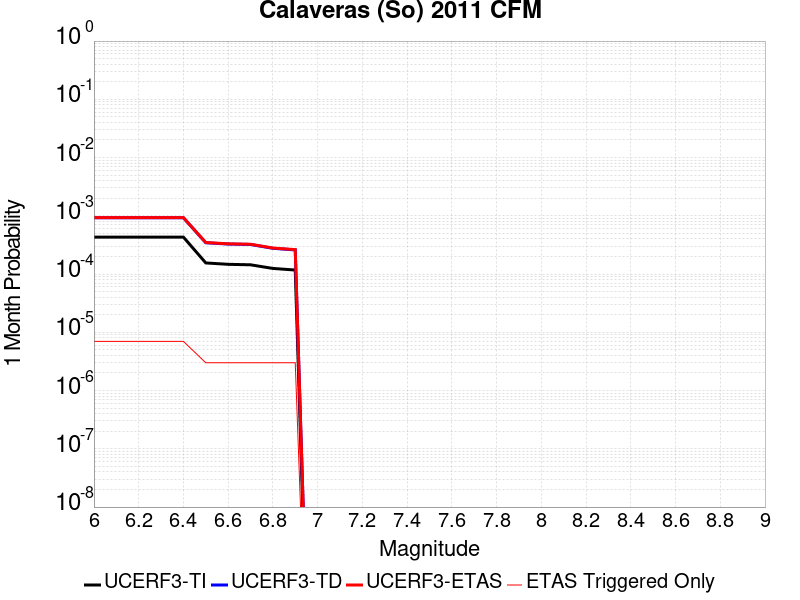 Calaveras (So) 2011 CFM
10 0
10 -1
10 -2
10 -3
10 -4
10 -5
10 -6
10 -7
10 -8
1 Month Probability
6 6.2 6.4 6.6 6.8 7 7.2 7.4 7.6 7.8 8 8.2 8.4 8.6 8.8 9
Magnitude
UCERF3-TI UCERF3-TD UCERF3-ETAS ETAS Triggered Only